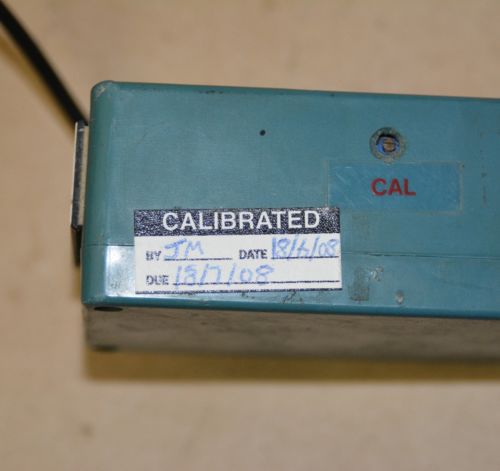 CAL
CALIBRATED
BY JM DATE 18/6/08
DUE 18/7/08